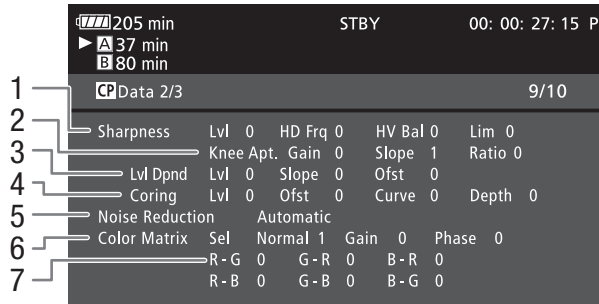 205 min STBY 00: 00: 27: 15 P
A 37 min
B 80 min
CP Data 2/3 9/10
1 Sharpness Lvl 0 HD Frq 0 HV Bal 0 Lim 0
2 Knee Apt. Gain 0 Slope 1 Ratio 0
3 Lvl Dpnd Lvl 0 Slope 0 Ofst 0
4 Coring Lvl 0 Ofst 0 Curve 0 Depth 0
5 Noise Reduction Automatic
6 Color Matrix Sel Normal 1 Gain 0 Phase 0
7 R - G 0 G - R 0 B - R 0
R - B 0 G - B 0 B - G 0